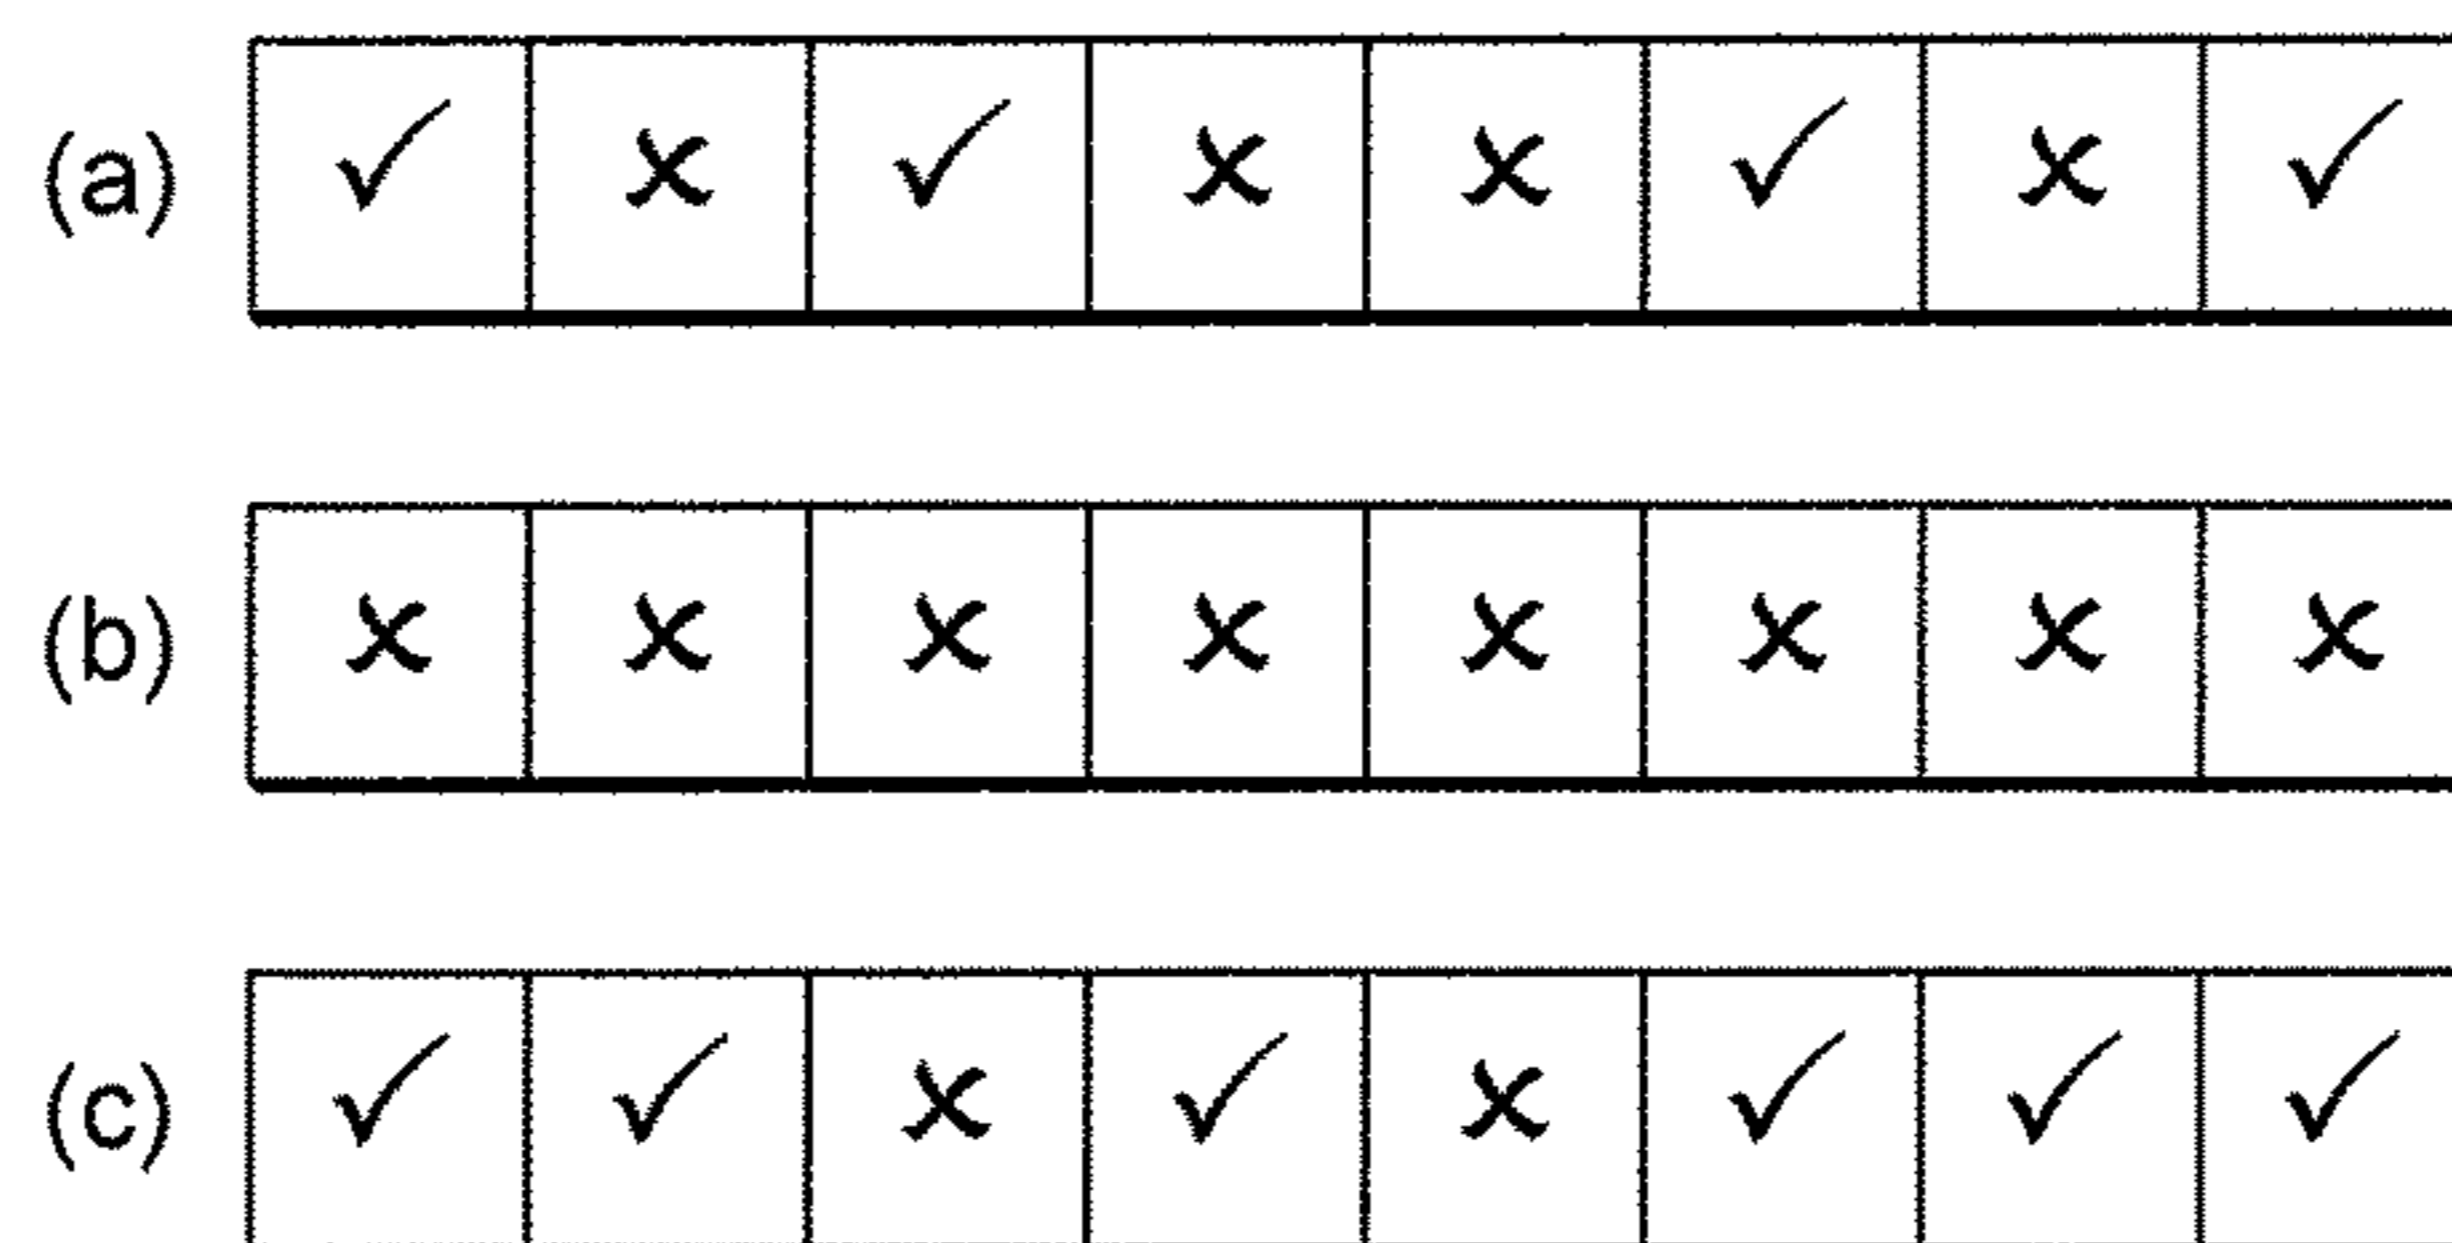 (a) ✓ ✗ ✓ ✗ ✗ ✓ ✗ ✓
(b) ✗ ✗ ✗ ✗ ✗ ✗ ✗ ✗
(c) ✓ ✓ ✗ ✓ ✗ ✓ ✓ ✓